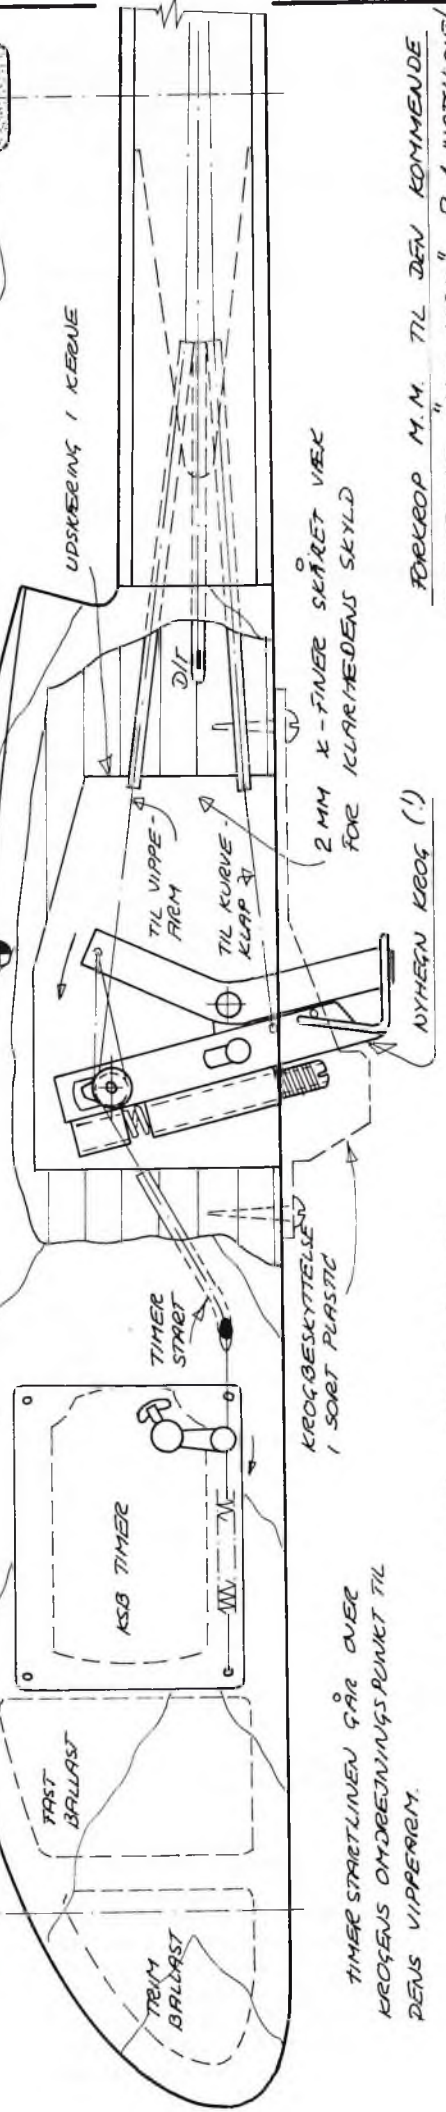 UDSKÆRING I KERNE
D/T
2 MM X-FINER SKÅRET VÆK
FOR KLARHEDENS SKYLD
FORKROP M.M. TIL DEN KOMMENDE
TIL VIPPE-
ARM
TIL KURVE-
KLAP
NYHEGN KROG (!)
TIMER
START
KROGBESKYTTELSE
I SORT PLASTIC
KSB TIMER
FAST
BALLAST
TRIM
BALLAST
TIMER STARTLINEN GÅR OVER
KROGENS OMDREJNINGSPUNKT TIL
DENS VIPPEARM.